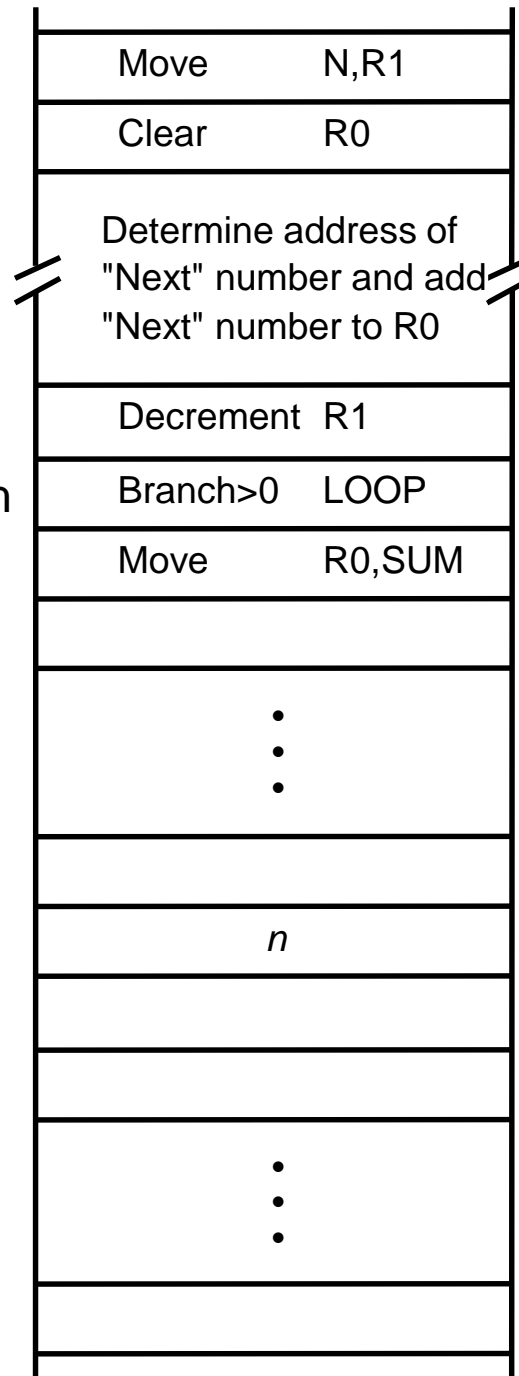 Move N,R1
Clear R0
Determine address of
"Next" number and add
"Next" number to R0
Decrement R1
Branch>0 LOOP
Move R0,SUM
•
•
•
n
•
•
•